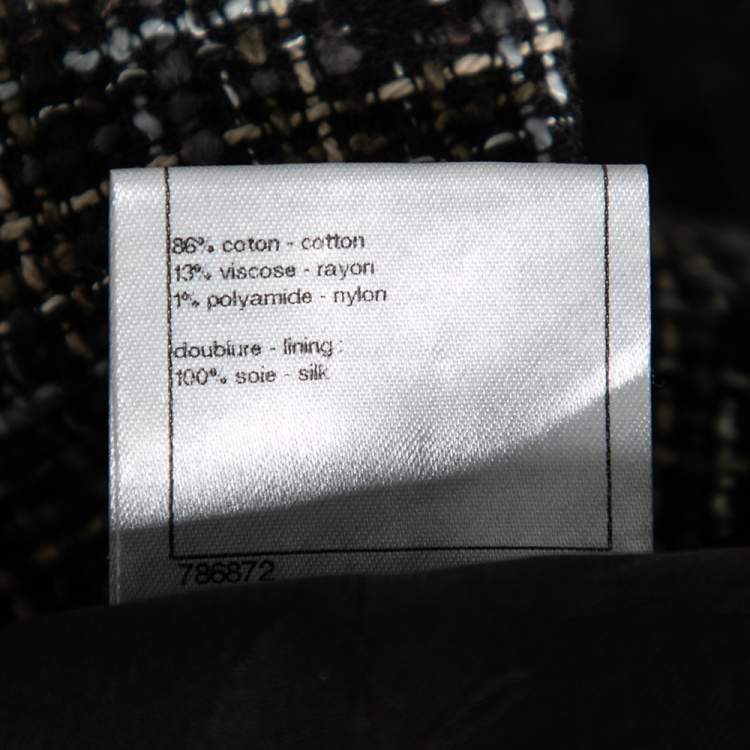 86% coton - cotton
13% viscose - rayon
1% polyamide - nylon
doublure - lining :
100% soie - silk
786872